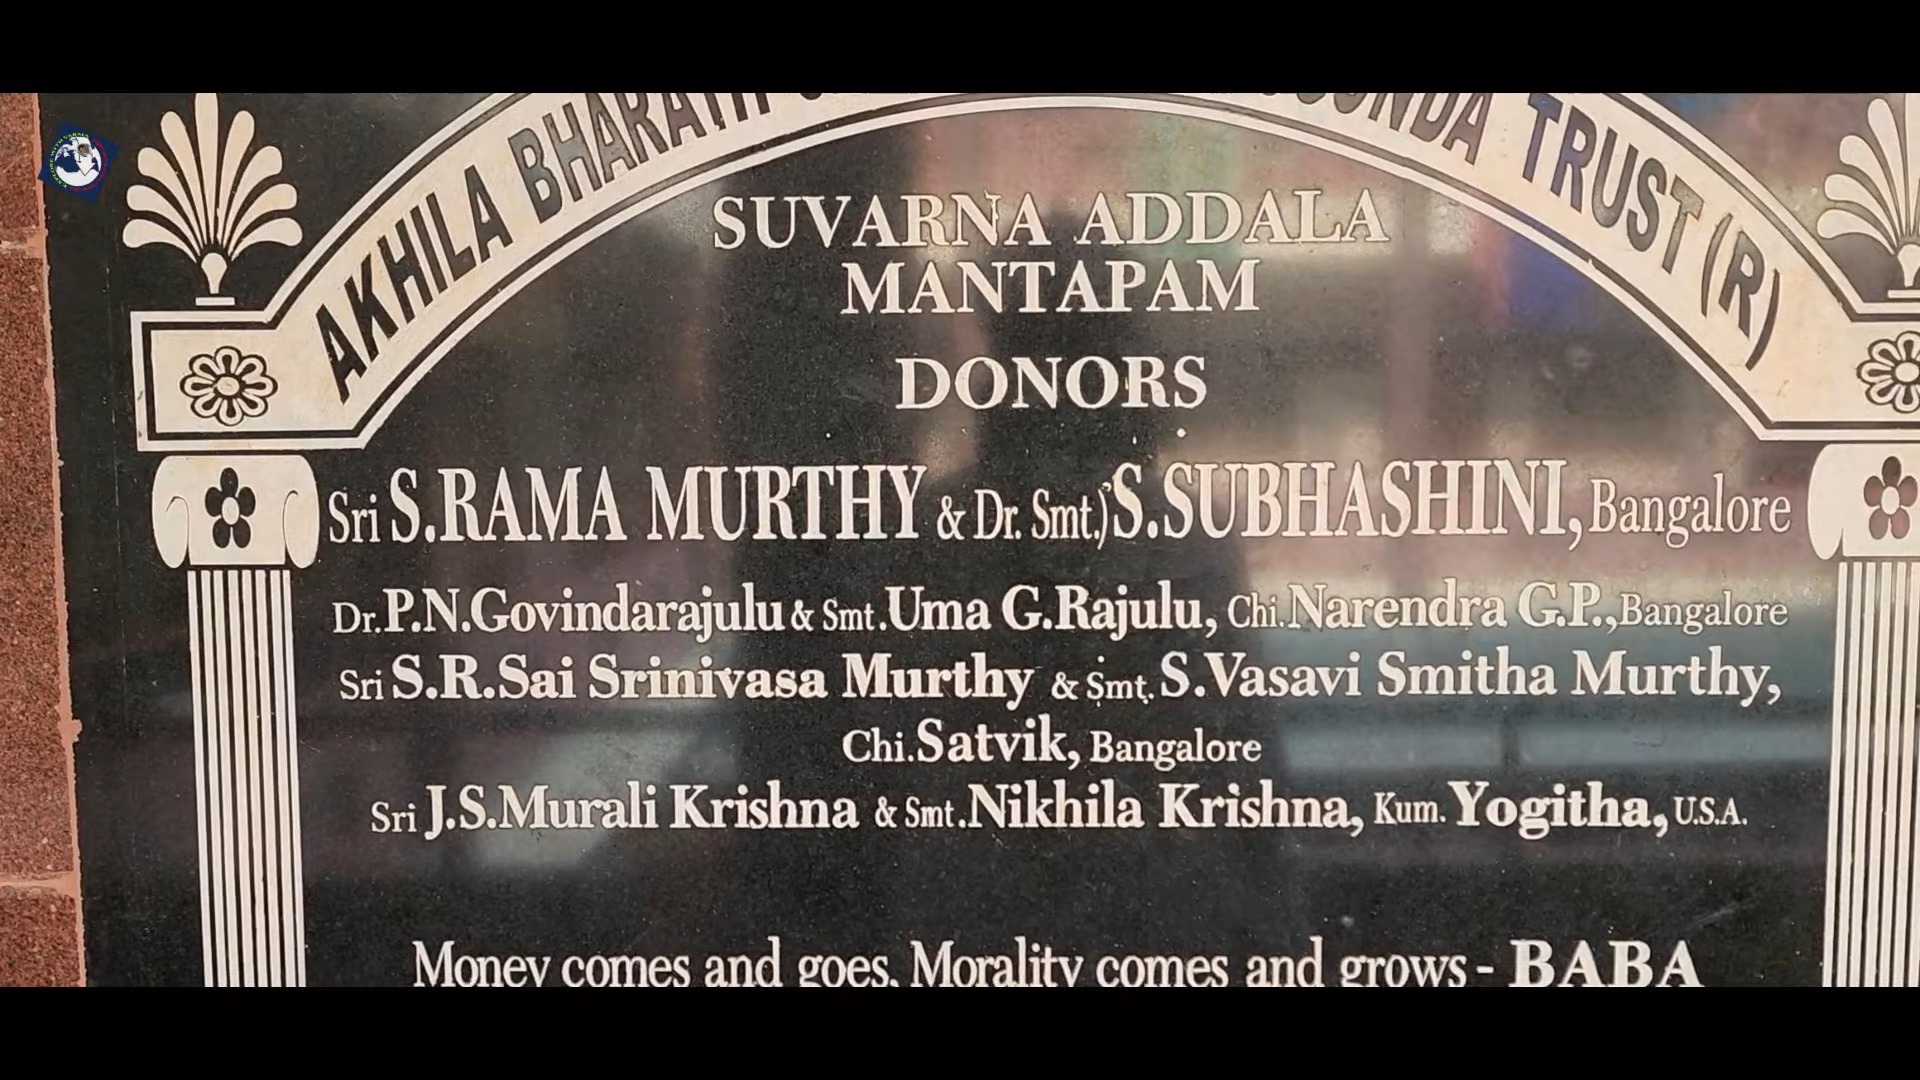 AKHILA BHARATH TRUST (R)
SUVARNA ADDALA
MANTAPAM
DONORS
Sri S.RAMA MURTHY & Dr. Smt.) S.SUBHASHINI, Bangalore
Dr.P.N.Govindarajulu & Smt.Uma G.Rajulu, Chi.Narendra G.P.,Bangalore
Sri S.R.Sai Srinivasa Murthy & Smt. S.Vasavi Smitha Murthy,
Chi.Satvik, Bangalore
Sri J.S.Murali Krishna & Smt.Nikhila Krishna, Kum. Yogitha, U.S.A.
Money comes and goes, Morality comes and grows - BABA